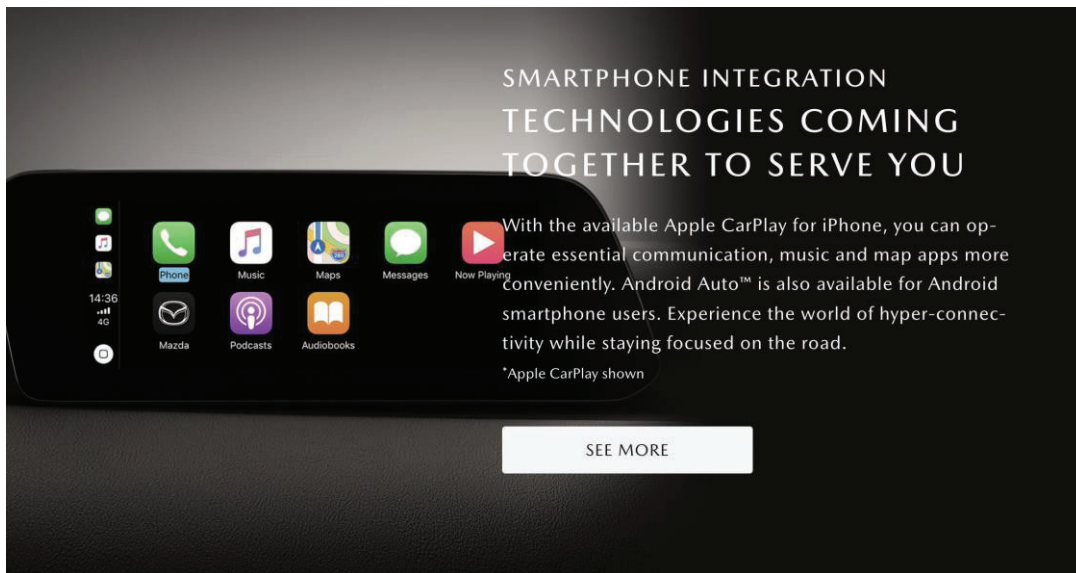 SMARTPHONE INTEGRATION
TECHNOLOGIES COMING
TOGETHER TO SERVE YOU
With the available Apple CarPlay for iPhone, you can op-
erate essential communication, music and map apps more
conveniently. Android Auto™ is also available for Android
smartphone users. Experience the world of hyper-connec-
tivity while staying focused on the road.
*Apple CarPlay shown
SEE MORE
14:36
4G
Phone
Music
Maps
Messages
Now Playing
Mazda
Podcasts
Audiobooks
280